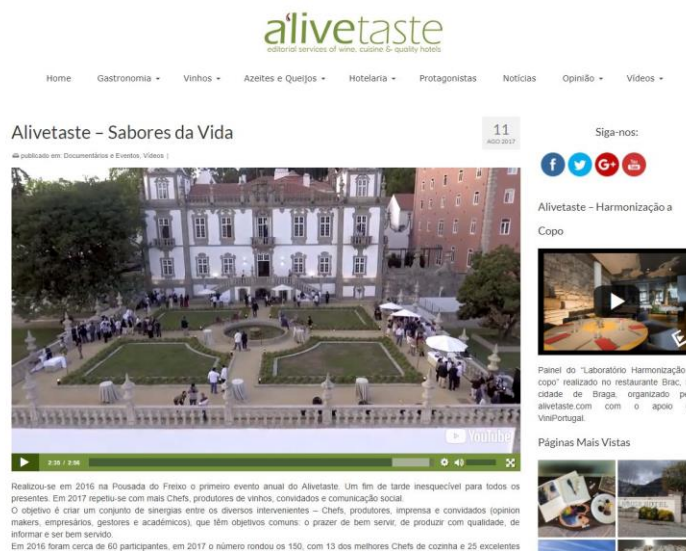 alivetaste
editorial services of wine, cuisine & quality hotels
Home Gastronomia Vinhos Azeites e Queijos Hotelaria Protagonistas Notícias Opinião Vídeos
Alivetaste – Sabores da Vida
11
AGO 2017
publicado em: Documentários e Eventos, Vídeos |
Siga-nos:
f G+ You Tube
Alivetaste – Harmonização a
Copo
YouTube
2:35 / 2:56
Painel do "Laboratório Harmonização
copo" realizado no restaurante Brac,
cidade de Braga, organizado
alivetaste.com com o apoio
ViniPortugal.
Páginas Mais Vistas
Realizou-se em 2016 na Pousada do Freixo o primeiro evento anual do Alivetaste. Um fim de tarde inesquecível para todos os
presentes. Em 2017 repetiu-se com mais Chefs, produtores de vinhos, convidados e comunicação social.
O objetivo é criar um conjunto de sinergias entre os diversos intervenientes – Chefs, produtores, imprensa e convidados (opinion
makers, empresários, gestores e académicos), que têm objetivos comuns: o prazer de bem servir, de produzir com qualidade, de
informar e ser bem servido.
Em 2016 foram cerca de 60 participantes, em 2017 o número rondou os 150, com 13 dos melhores Chefs de cozinha e 25 excelentes